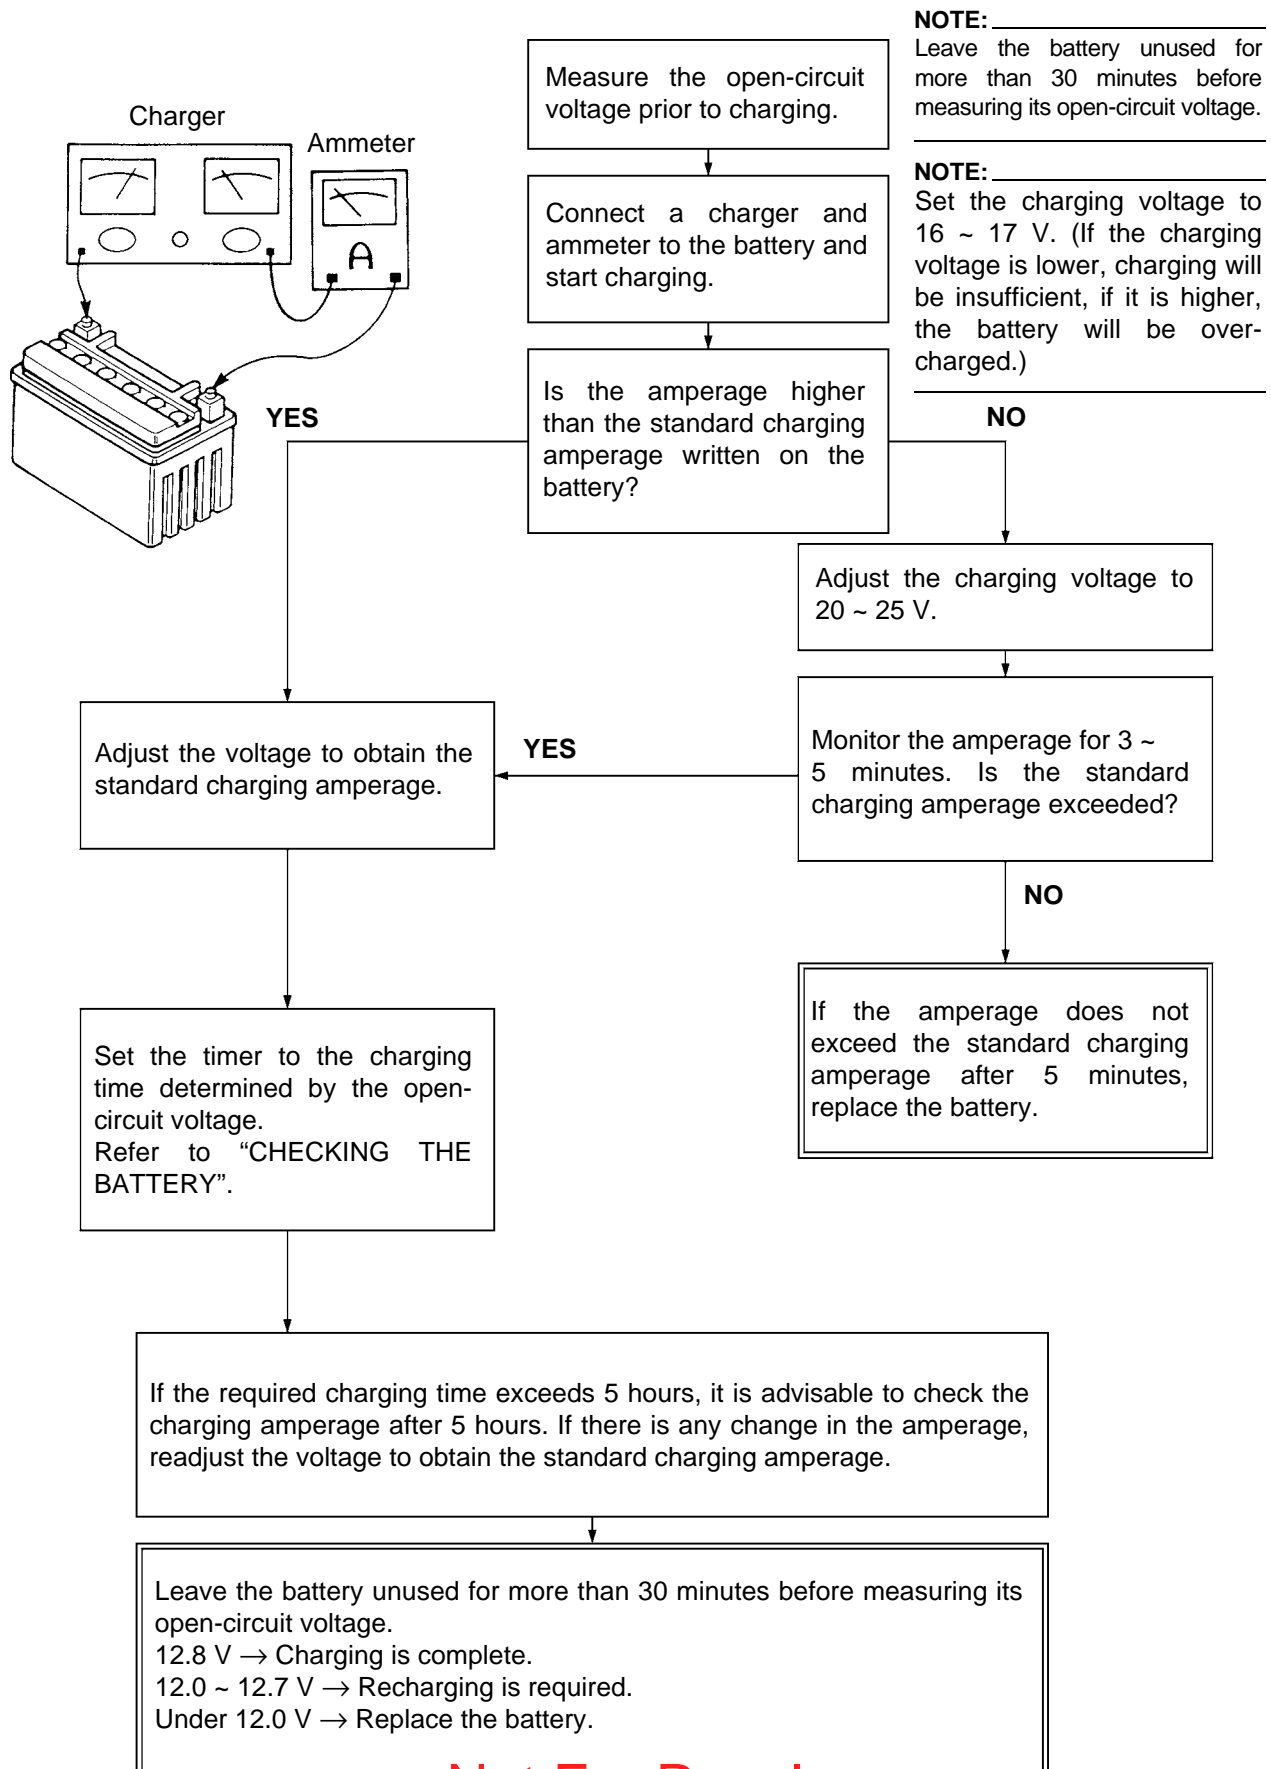 Charger
Ammeter
A
Measure the open-circuit
voltage prior to charging.
NOTE:
Leave the battery unused for
more than 30 minutes before
measuring its open-circuit voltage.
Connect a charger and
ammeter to the battery and
start charging.
NOTE:
Set the charging voltage to
16 ~ 17 V. (If the charging
voltage is lower, charging will
be insufficient, if it is higher,
the battery will be over-
charged.)
Is the amperage higher
than the standard charging
amperage written on the
battery?
YES
NO
Adjust the charging voltage to
20 ~ 25 V.
Monitor the amperage for 3 ~
5 minutes. Is the standard
charging amperage exceeded?
YES
Adjust the voltage to obtain the
standard charging amperage.
NO
If the amperage does not
exceed the standard charging
amperage after 5 minutes,
replace the battery.
Set the timer to the charging
time determined by the open-
circuit voltage.
Refer to “CHECKING THE
BATTERY”.
If the required charging time exceeds 5 hours, it is advisable to check the
charging amperage after 5 hours. If there is any change in the amperage,
readjust the voltage to obtain the standard charging amperage.
Leave the battery unused for more than 30 minutes before measuring its
open-circuit voltage.
12.8 V → Charging is complete.
12.0 ~ 12.7 V → Recharging is required.
Under 12.0 V → Replace the battery.